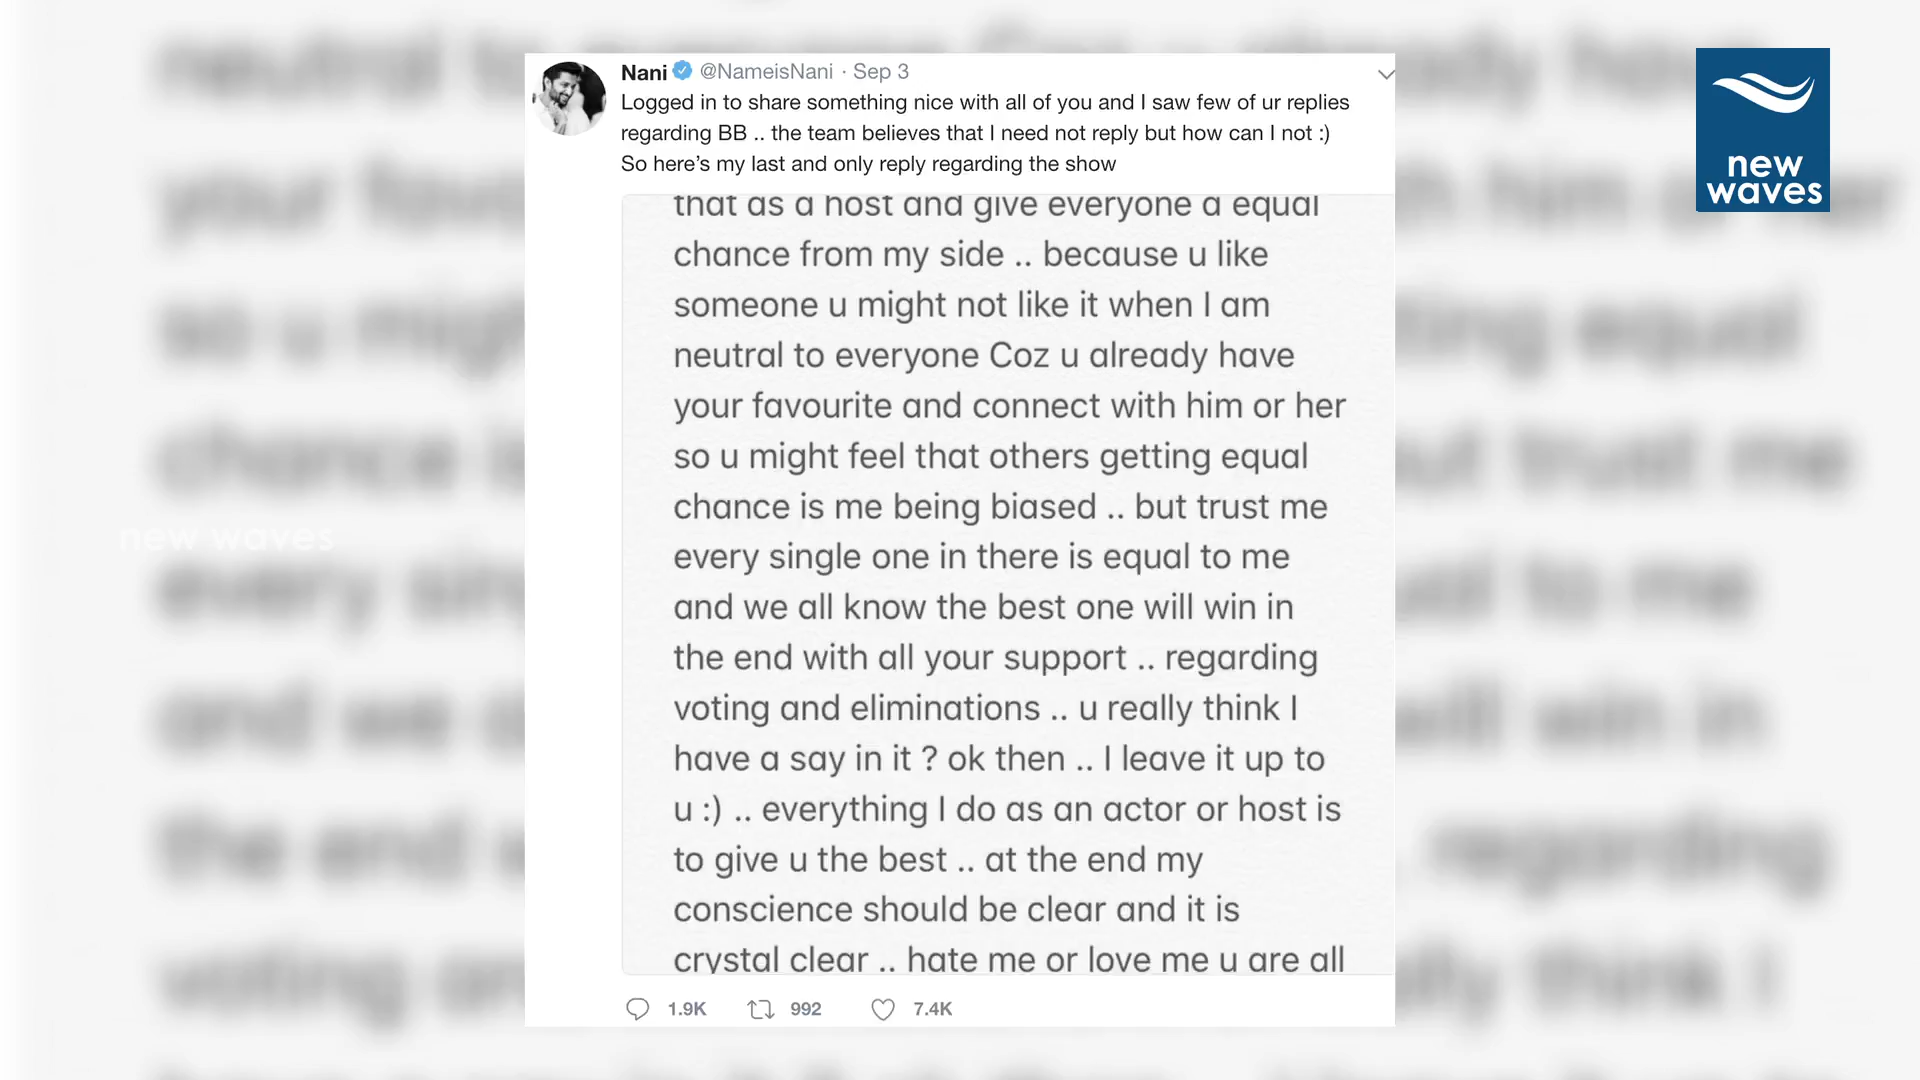 Nani @NameisNani · Sep 3
Logged in to share something nice with all of you and I saw few of ur replies
regarding BB .. the team believes that I need not reply but how can I not :)
So here’s my last and only reply regarding the show
that as a host and give everyone a equal
chance from my side .. because u like
someone u might not like it when I am
neutral to everyone Coz u already have
your favourite and connect with him or her
so u might feel that others getting equal
chance is me being biased .. but trust me
every single one in there is equal to me
and we all know the best one will win in
the end with all your support .. regarding
voting and eliminations .. u really think I
have a say in it ? ok then .. I leave it up to
u :) .. everything I do as an actor or host is
to give u the best .. at the end my
conscience should be clear and it is
crystal clear .. hate me or love me u are all
1.9K 992 7.4K
new
waves
new waves